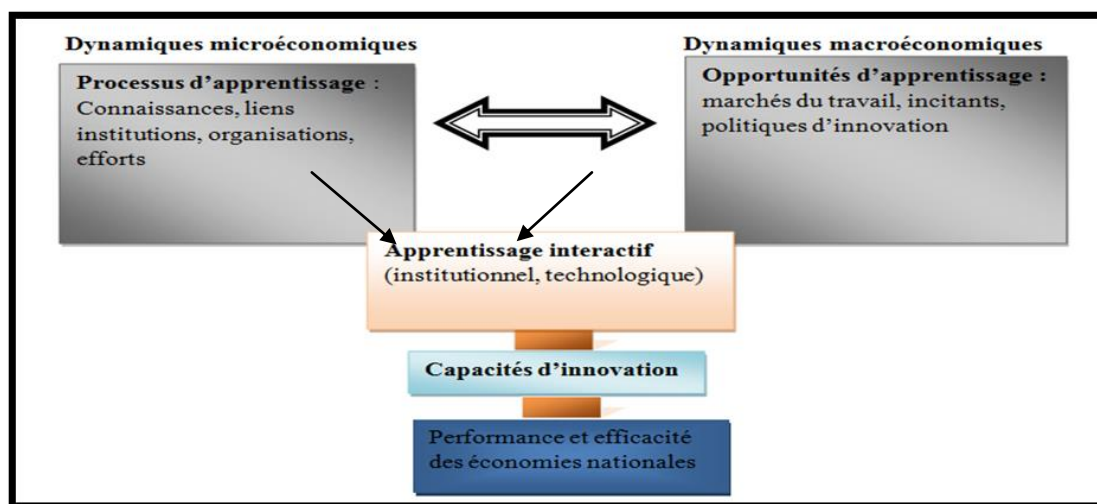 Dynamiques microéconomiques
Processus d'apprentissage :
Connaissances, liens
institutions, organisations,
efforts
Dynamiques macroéconomiques
Opportunités d'apprentissage :
marchés du travail, incitants,
politiques d'innovation
Apprentissage interactif
(institutionnel, technologique)
Capacités d'innovation
Performance et efficacité
des économies nationales